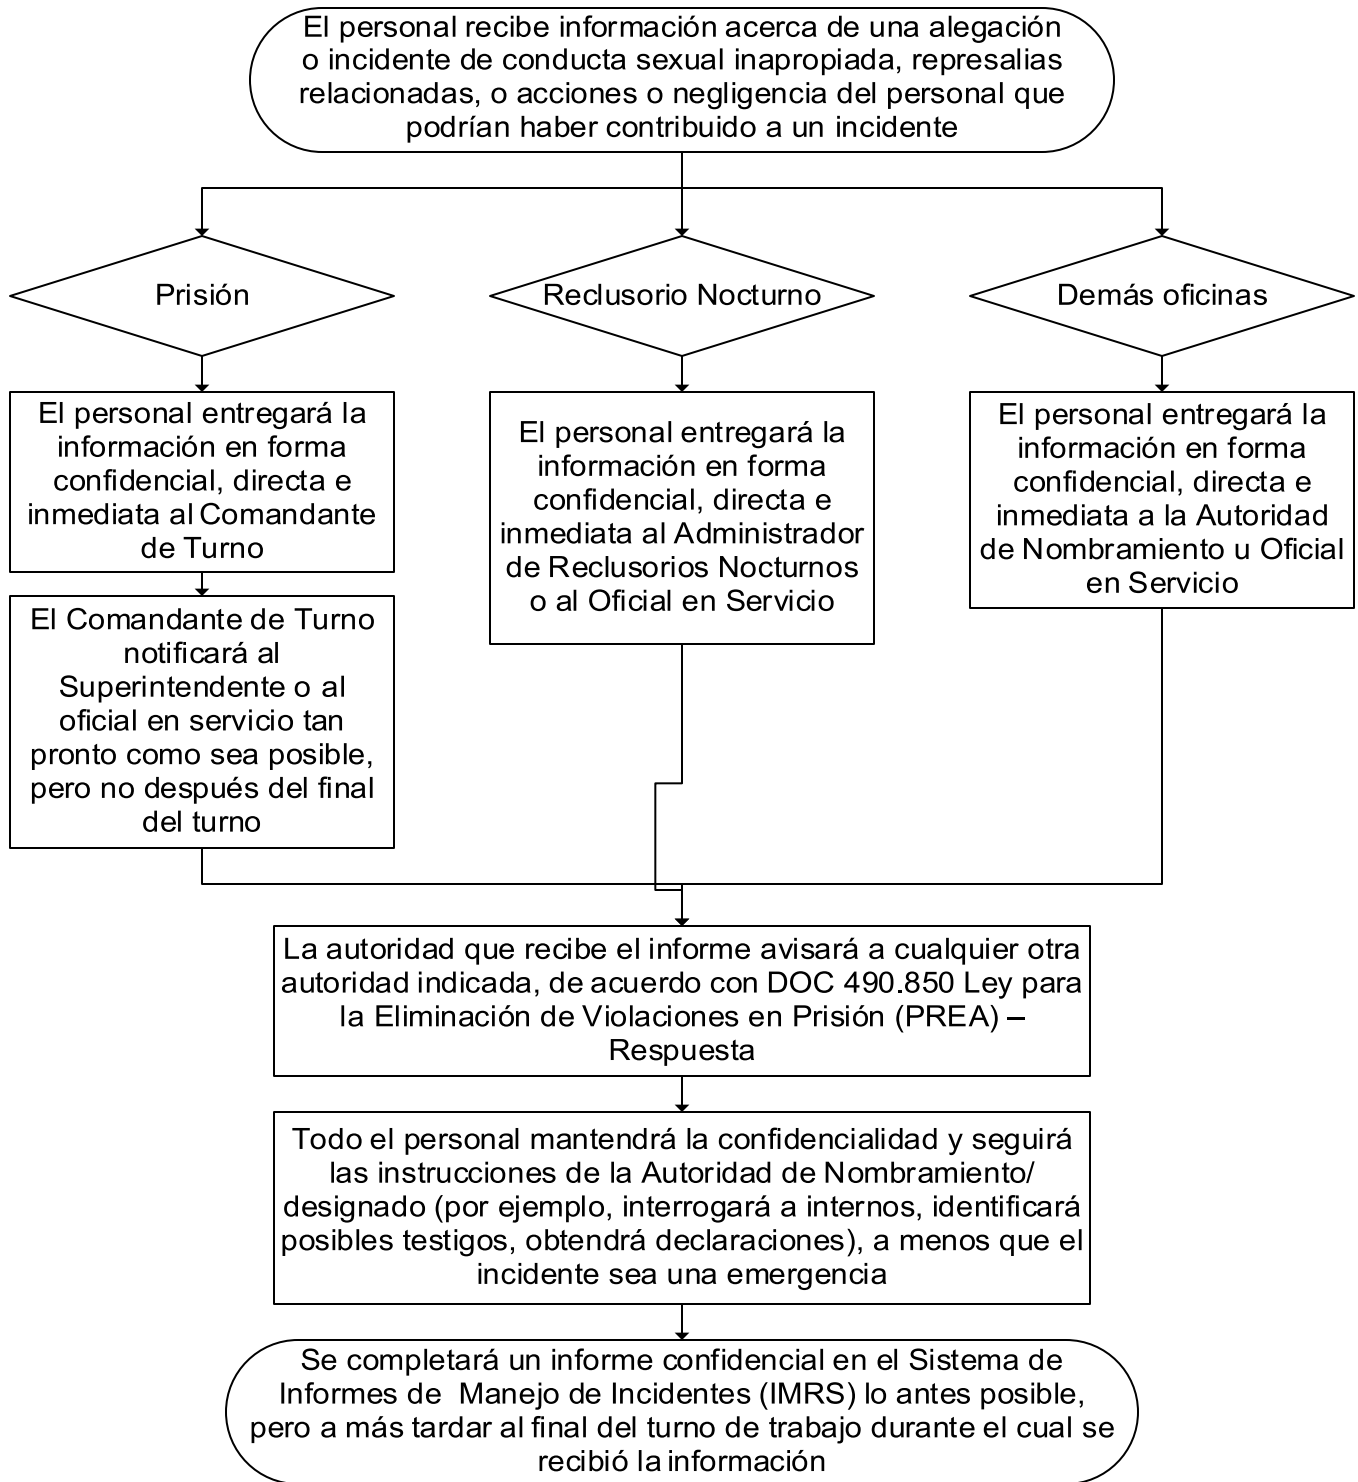 El personal recibe información acerca de una alegación
o incidente de conducta sexual inapropiada, represalias
relacionadas, o acciones o negligencia del personal que
podrían haber contribuido a un incidente
Prisión
Reclusorio Nocturno
Demás oficinas
El personal entregará la
información en forma
confidencial, directa e
inmediata al Comandante
de Turno
El Comandante de Turno
notificará al
Superintendente o al
oficial en servicio tan
pronto como sea posible,
pero no después del final
del turno
El personal entregará la
información en forma
confidencial, directa e
inmediata al Administrador
de Reclusorios Nocturnos
o al Oficial en Servicio
El personal entregará la
información en forma
confidencial, directa e
inmediata a la Autoridad
de Nombramiento u Oficial
en Servicio
La autoridad que recibe el informe avisará a cualquier otra
autoridad indicada, de acuerdo con DOC 490.850 Ley para
la Eliminación de Violaciones en Prisión (PREA) –
Respuesta
Todo el personal mantendrá la confidencialidad y seguirá
las instrucciones de la Autoridad de Nombramiento/
designado (por ejemplo, interrogará a internos, identificará
posibles testigos, obtendrá declaraciones), a menos que el
incidente sea una emergencia
Se completará un informe confidencial en el Sistema de
Informes de  Manejo de Incidentes (IMRS) lo antes posible,
pero a más tardar al final del turno de trabajo durante el cual se
recibió la información